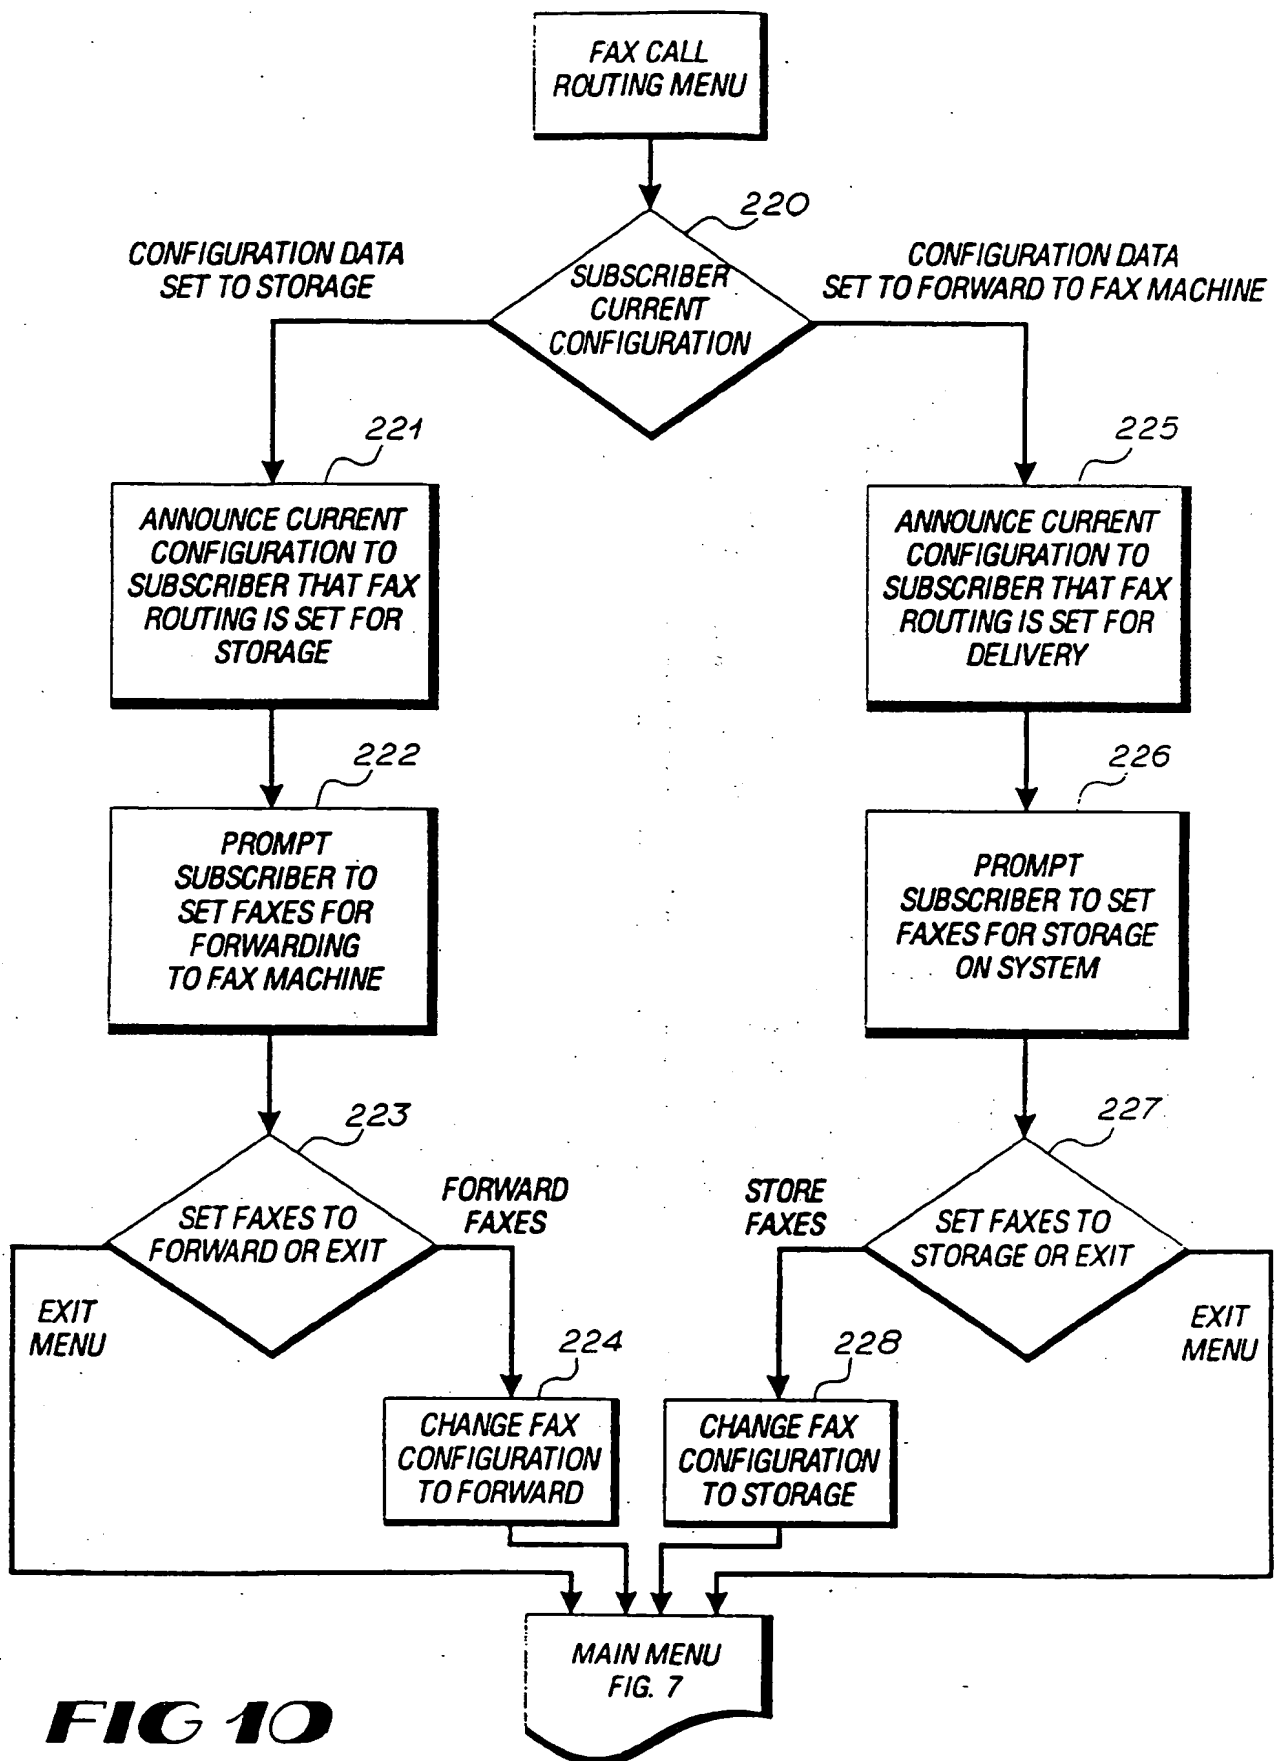 FAX CALL
ROUTING MENU
220
CONFIGURATION DATA
SET TO STORAGE
SUBSCRIBER
CURRENT
CONFIGURATION
CONFIGURATION DATA
SET TO FORWARD TO FAX MACHINE
221
ANNOUNCE CURRENT
CONFIGURATION TO
SUBSCRIBER THAT FAX
ROUTING IS SET FOR
STORAGE
225
ANNOUNCE CURRENT
CONFIGURATION TO
SUBSCRIBER THAT FAX
ROUTING IS SET FOR
DELIVERY
222
PROMPT
SUBSCRIBER TO
SET FAXES FOR
FORWARDING
TO FAX MACHINE
226
PROMPT
SUBSCRIBER TO SET
FAXES FOR STORAGE
ON SYSTEM
223
SET FAXES TO
FORWARD OR EXIT
FORWARD
FAXES
EXIT
MENU
227
STORE
FAXES
SET FAXES TO
STORAGE OR EXIT
EXIT
MENU
224
CHANGE FAX
CONFIGURATION
TO FORWARD
228
CHANGE FAX
CONFIGURATION
TO STORAGE
MAIN MENU
FIG. 7
FIG 10